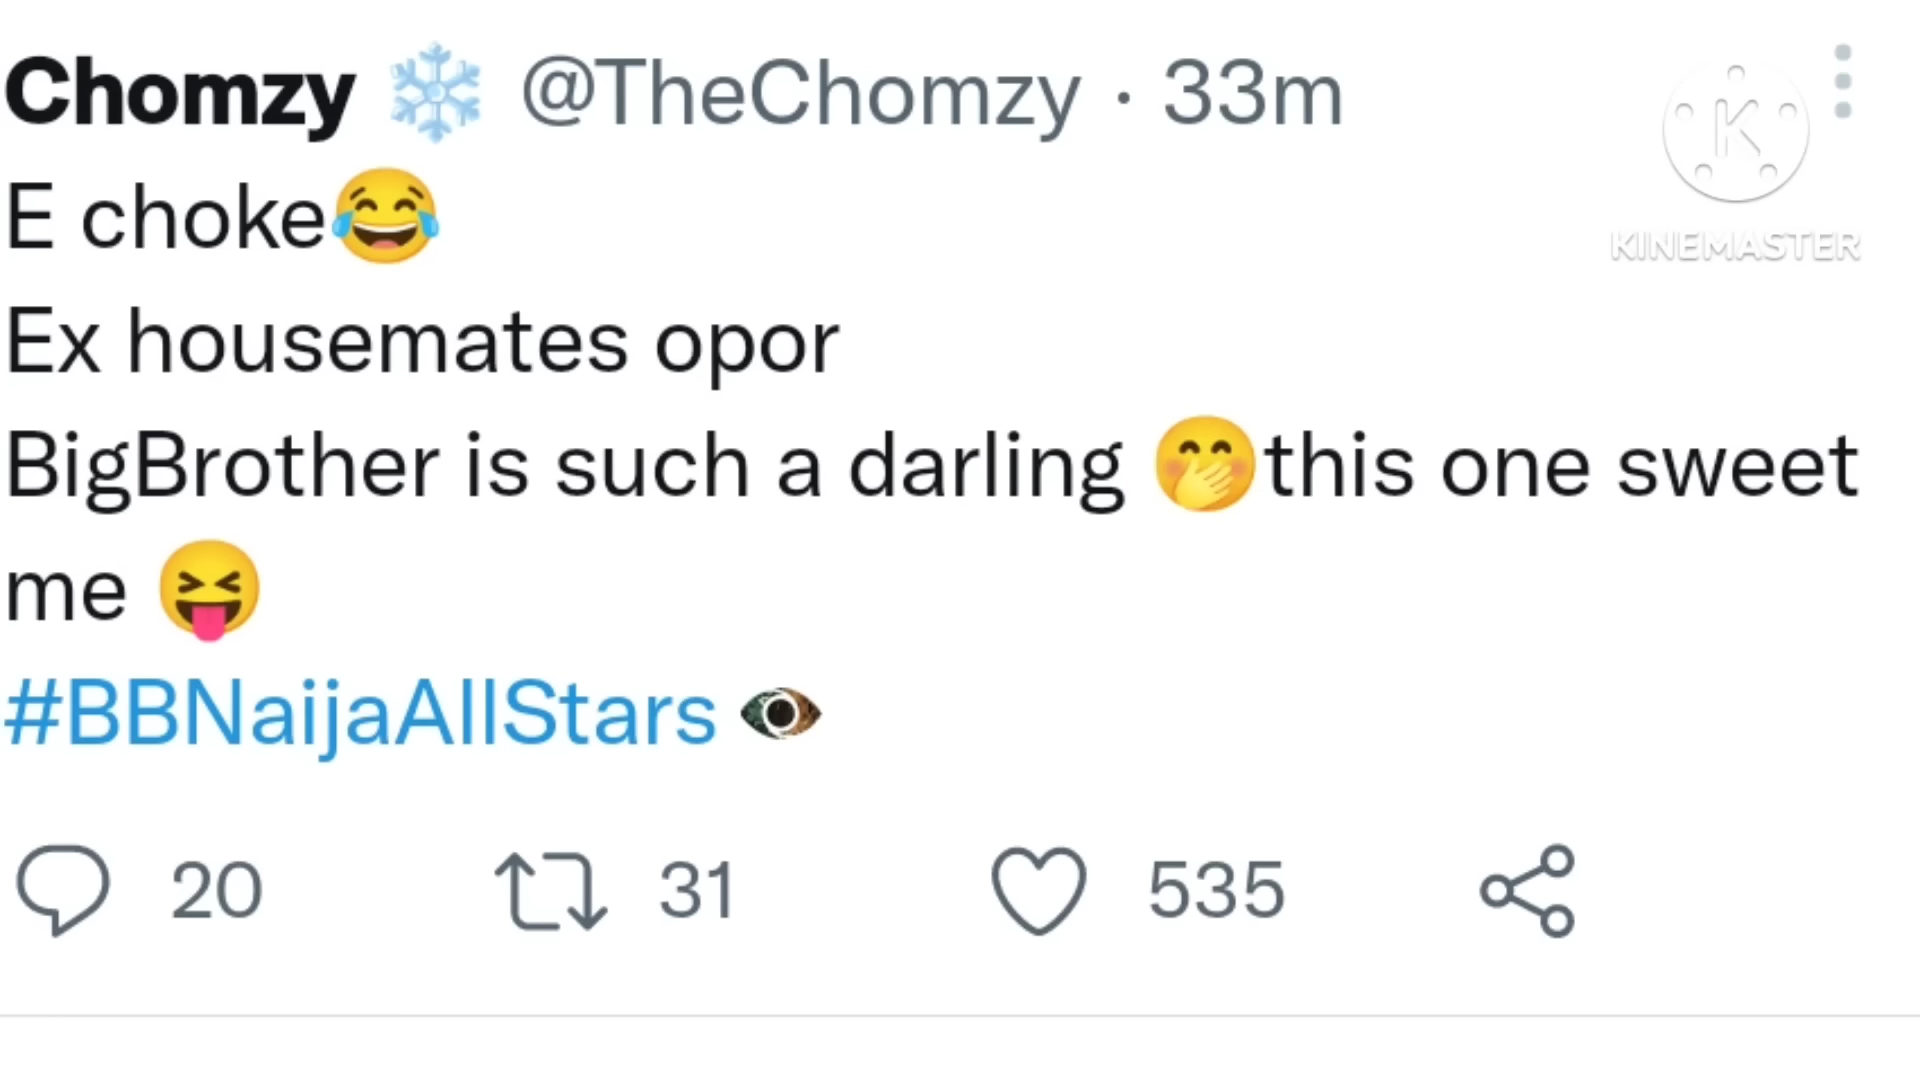 Chomzy ❄️ @TheChomzy · 33m
E choke😂
Ex housemates opor
BigBrother is such a darling 🤭this one sweet
me 😝
#BBNaijaAllStars
20 31 535
K
KINEMASTER